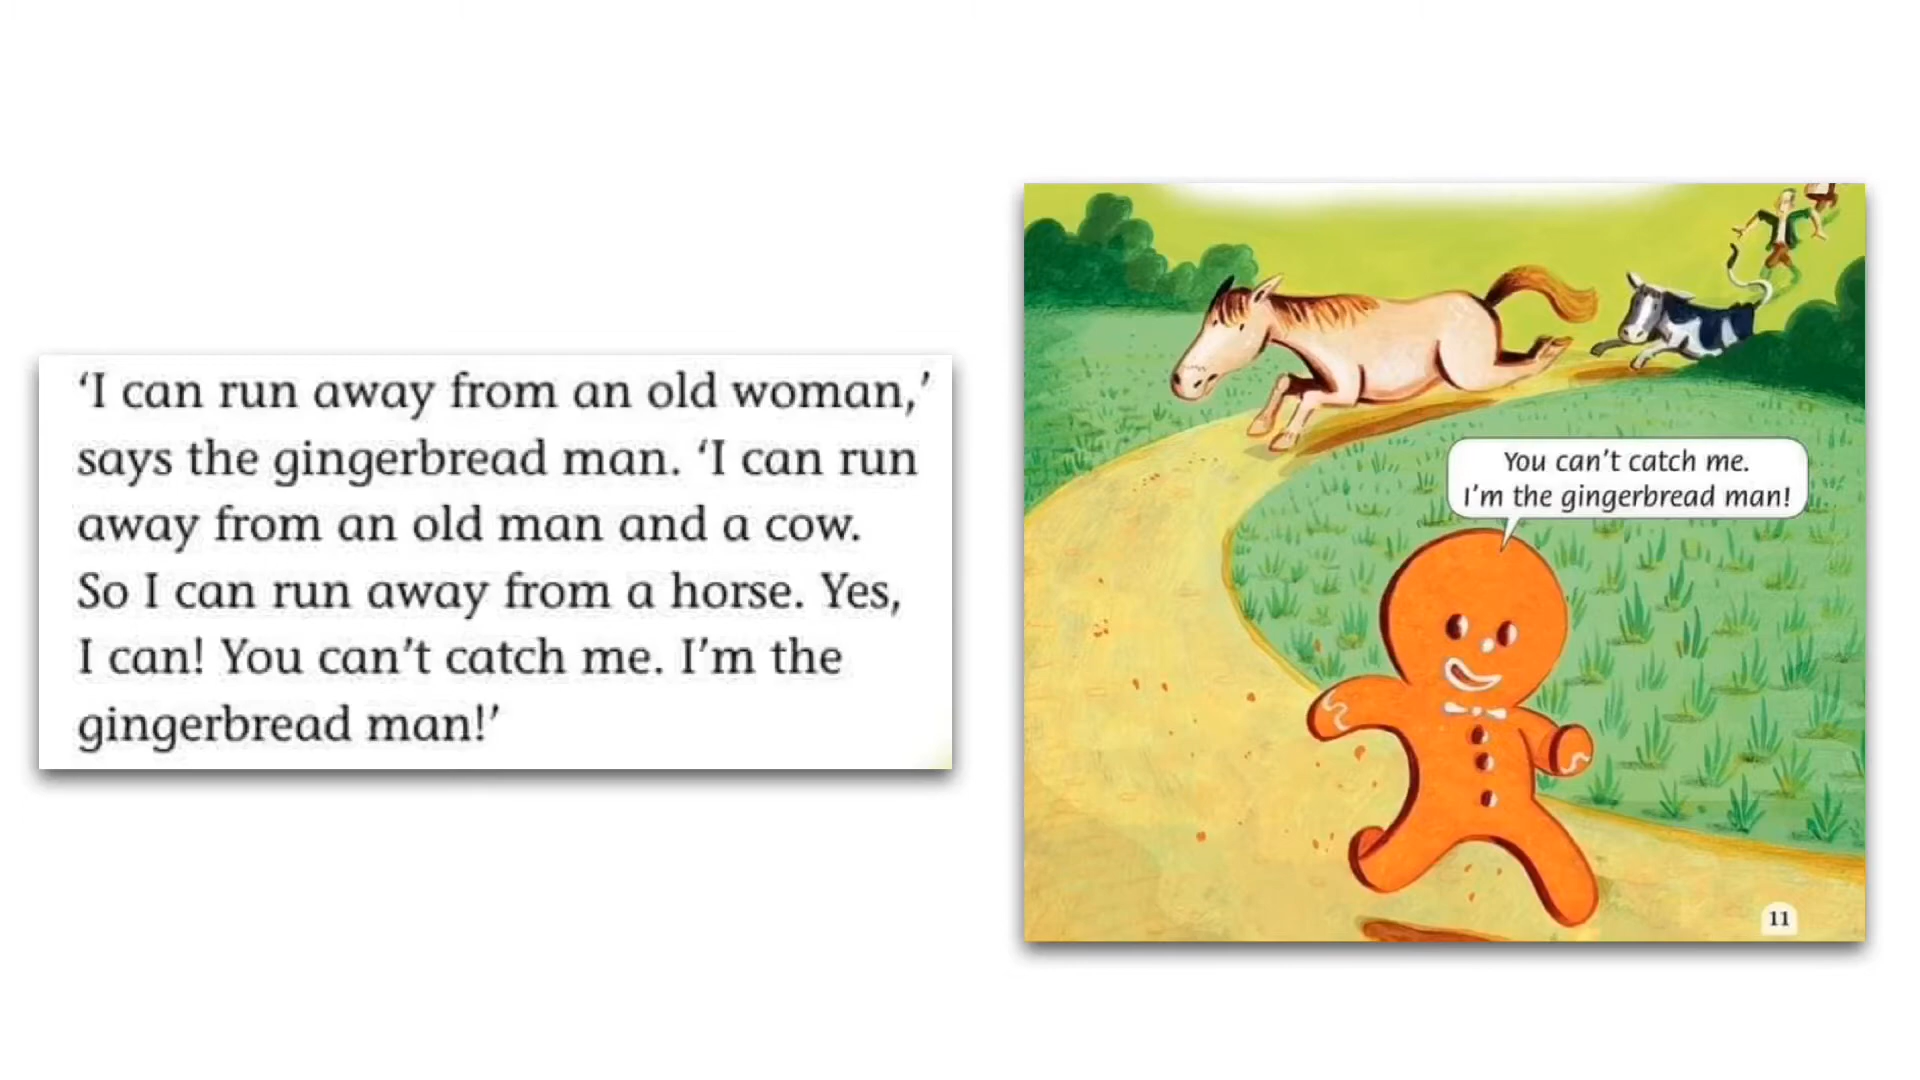 ‘I can run away from an old woman,’
says the gingerbread man. ‘I can run
away from an old man and a cow.
So I can run away from a horse. Yes,
I can! You can’t catch me. I’m the
gingerbread man!’
You can’t catch me.
I’m the gingerbread man!
11